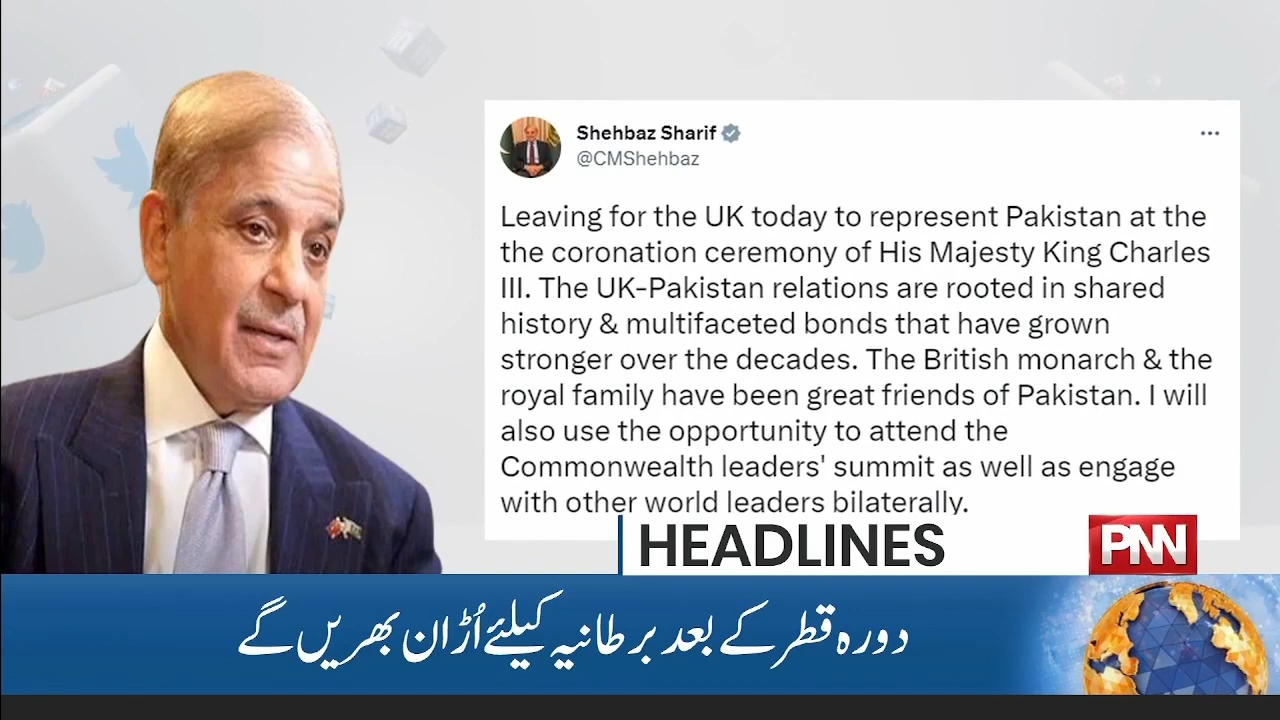 Shehbaz Sharif
@CMShehbaz
Leaving for the UK today to represent Pakistan at the
the coronation ceremony of His Majesty King Charles
III. The UK-Pakistan relations are rooted in shared
history & multifaceted bonds that have grown
stronger over the decades. The British monarch & the
royal family have been great friends of Pakistan. I will
also use the opportunity to attend the
Commonwealth leaders' summit as well as engage
with other world leaders bilaterally.
HEADLINES
PNN
دورہ قطر کے بعد برطانیہ کیلئے اُڑان بھریں گے